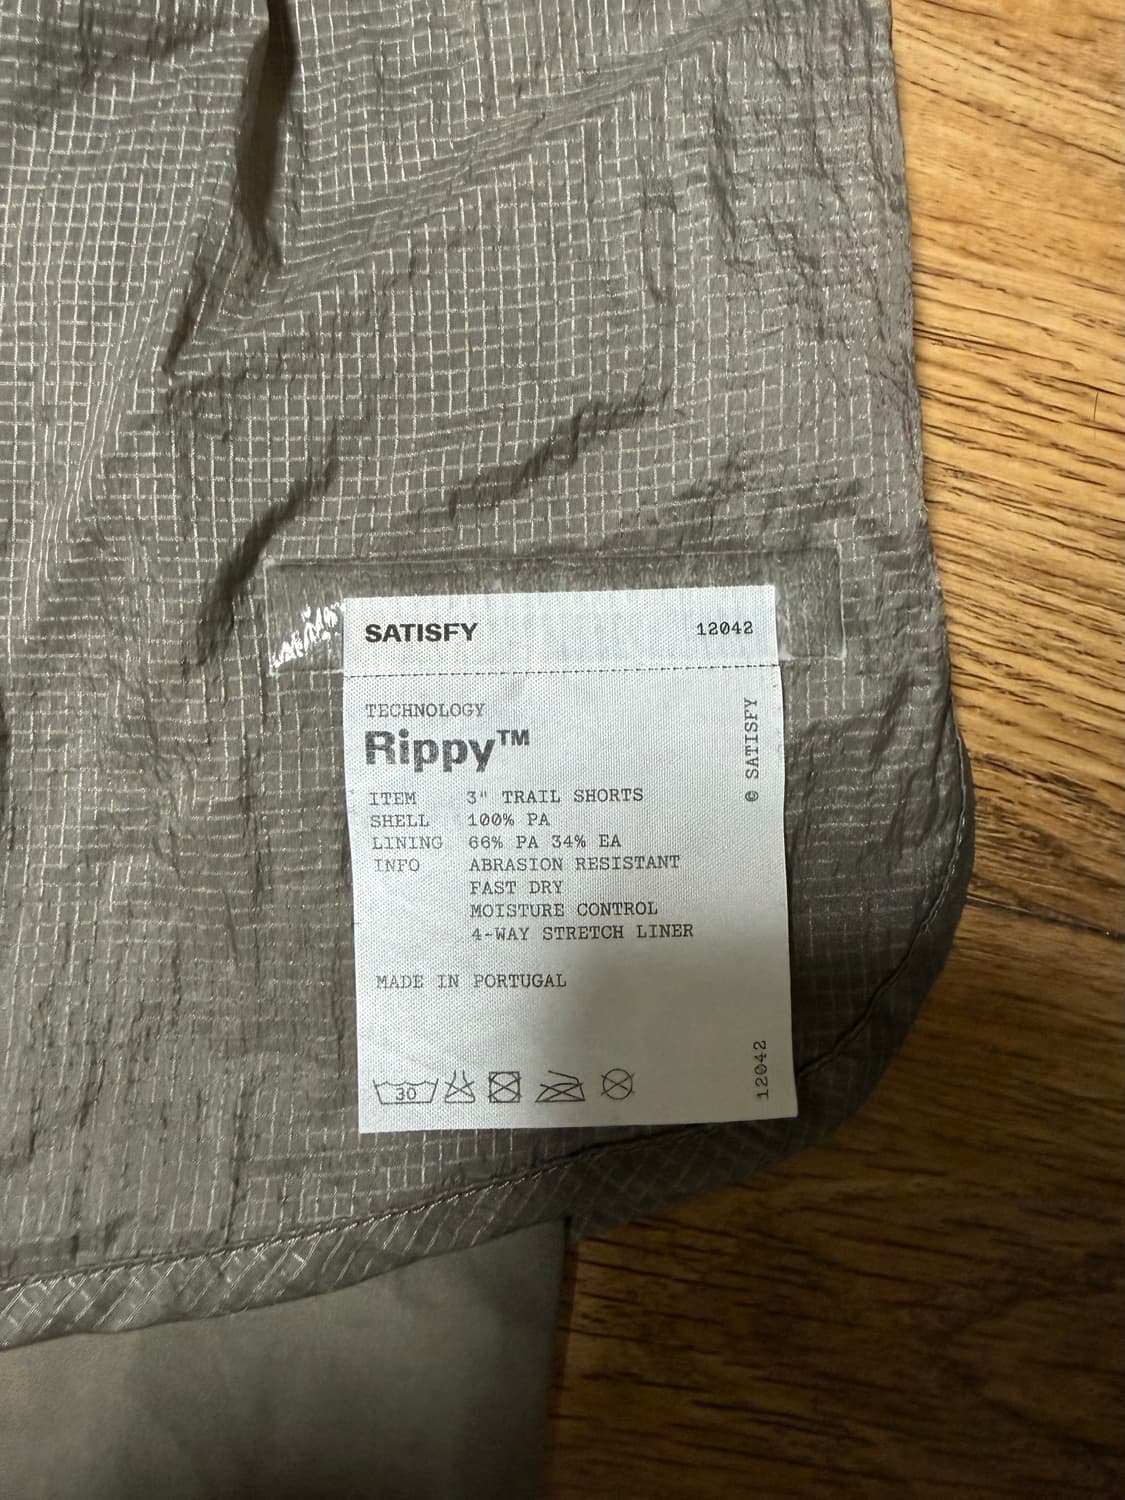 SATISFY 12042
TECHNOLOGY
Rippy™
ITEM 3" TRAIL SHORTS
SHELL 100% PA
LINING 66% PA 34% EA
INFO ABRASION RESISTANT
FAST DRY
MOISTURE CONTROL
4-WAY STRETCH LINER
MADE IN PORTUGAL
30
© SATISFY
12042